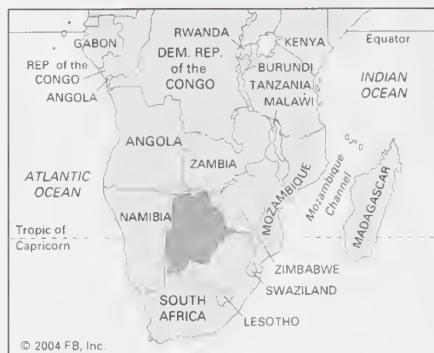 GABON
RWANDA
KENYA
Equator
DEM. REP.
of the
CONGO
REP of the
CONGO
ANGOLA
BURUNDI
TANZANIA
MALAWI
INDIAN
OCEAN
ANGOLA
ZAMBIA
ATLANTIC
OCEAN
NAMIBIA
MOZAMBIQUE
Mozambique
Channel
MADAGASCAR
Tropic of
Capricorn
ZIMBABWE
SWAZILAND
SOUTH
AFRICA
LESOTHO
© 2004 FB, Inc.